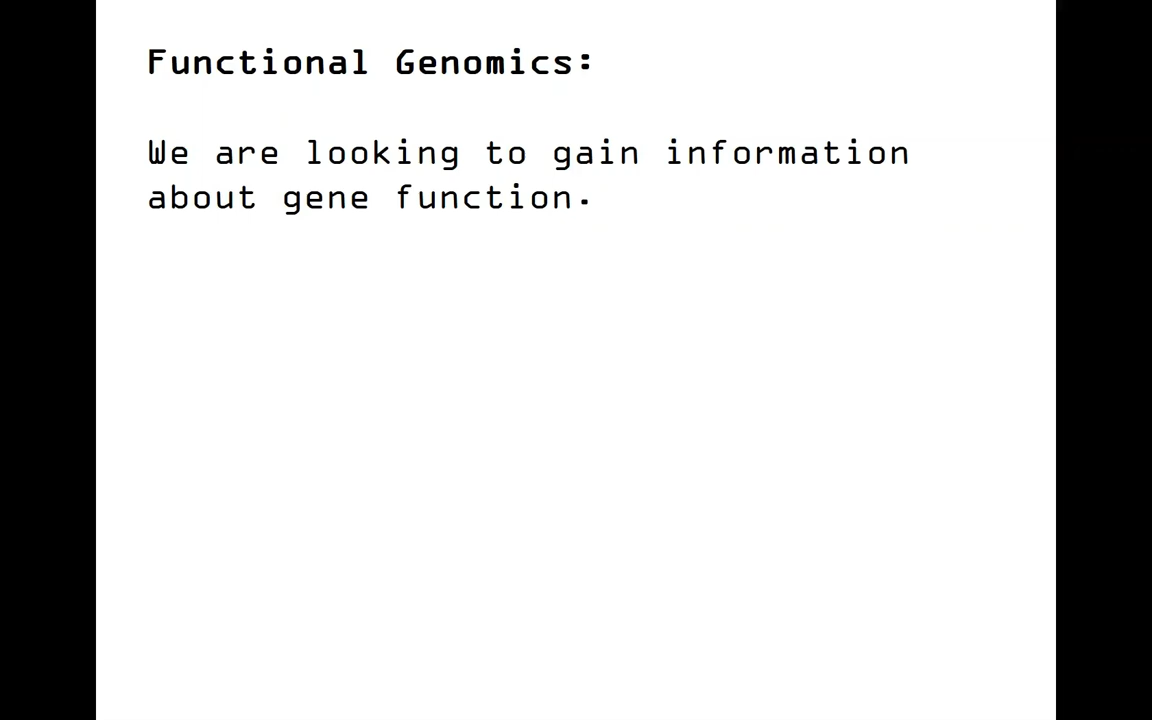 Functional Genomics:
We are looking to gain information
about gene function.